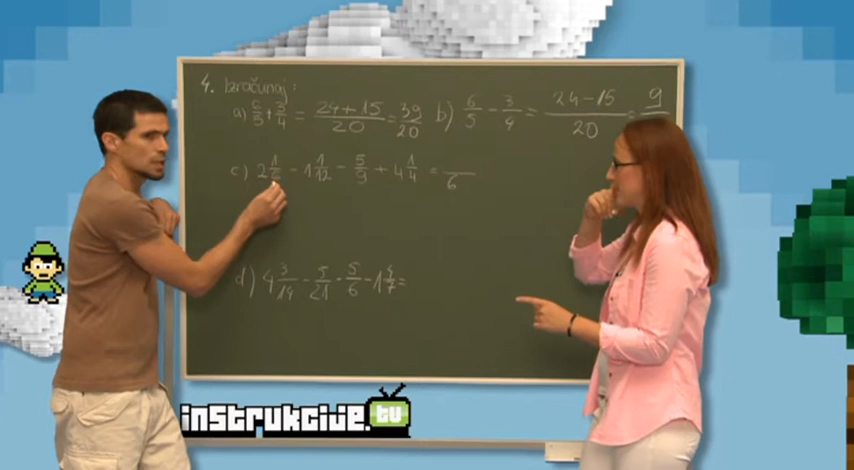 4. Izračunaj:
a) 6/5 + 3/4 = (24+15)/20 = 39/20 b) 6/5 - 3/4 = (24-15)/20 = 9
c) 2 1/6 - 1 1/12 - 5/9 + 4 1/4 = /6
d) 4 3/14 - 5/21 - 5/6 - 1 4/7 =
instrukcije.tv